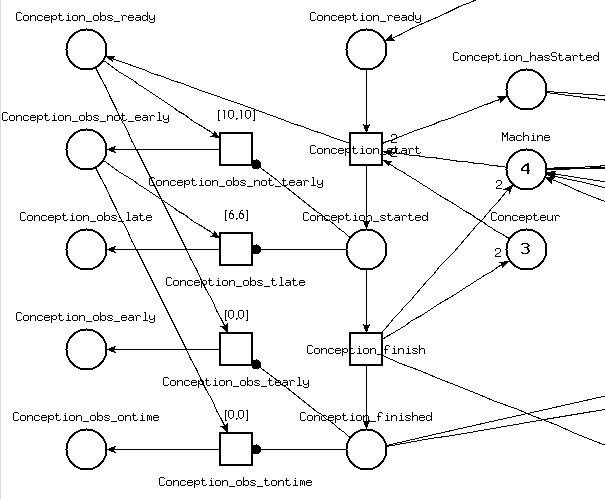 Conception_obs_ready
Conception_ready
Conception_hasStarted
Conception_obs_not_early
[10,10]
Machine
2
Conception_start
2
4
Conception_obs_not_tearly
2
Conception_obs_late
[6,6]
Conception_started
Concepteur
2
3
Conception_obs_tlate
Conception_obs_early
[0,0]
Conception_finish
Conception_obs_tearly
Conception_obs_ontime
[0,0]
Conception_finished
Conception_obs_tontime